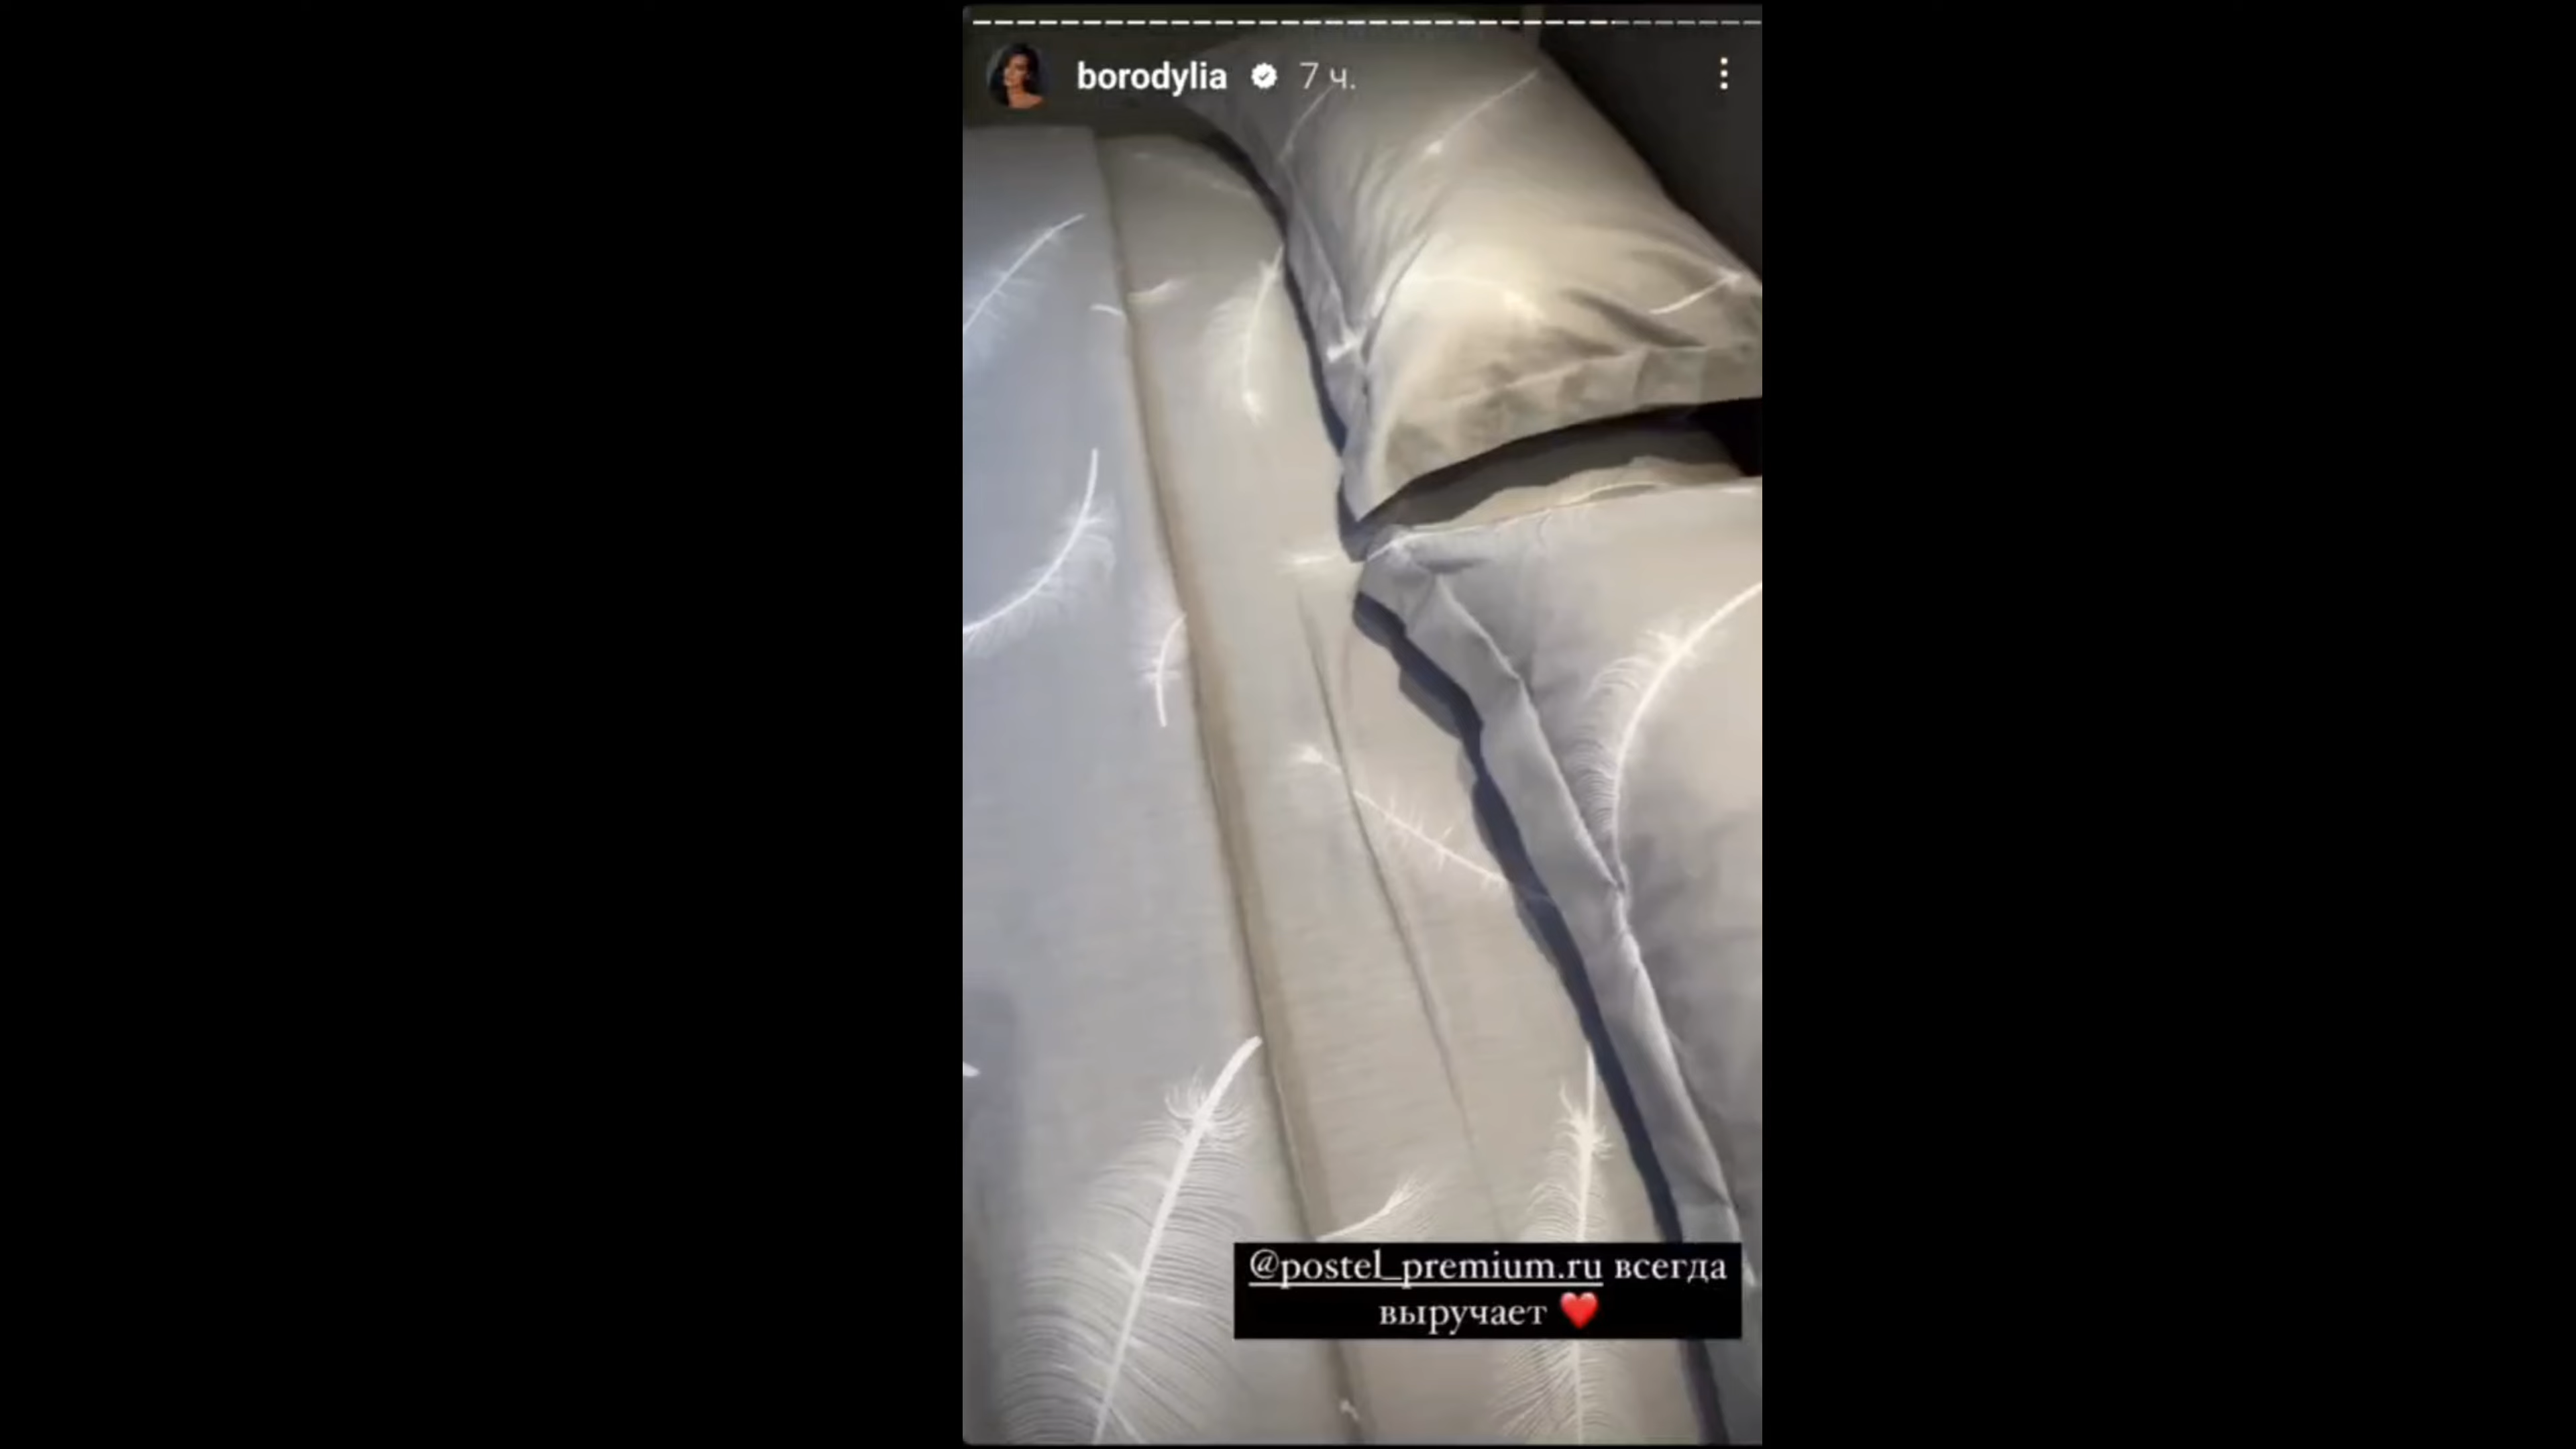 borodylia 7 ч.
@postel_premium.ru всегда
выручает ❤️